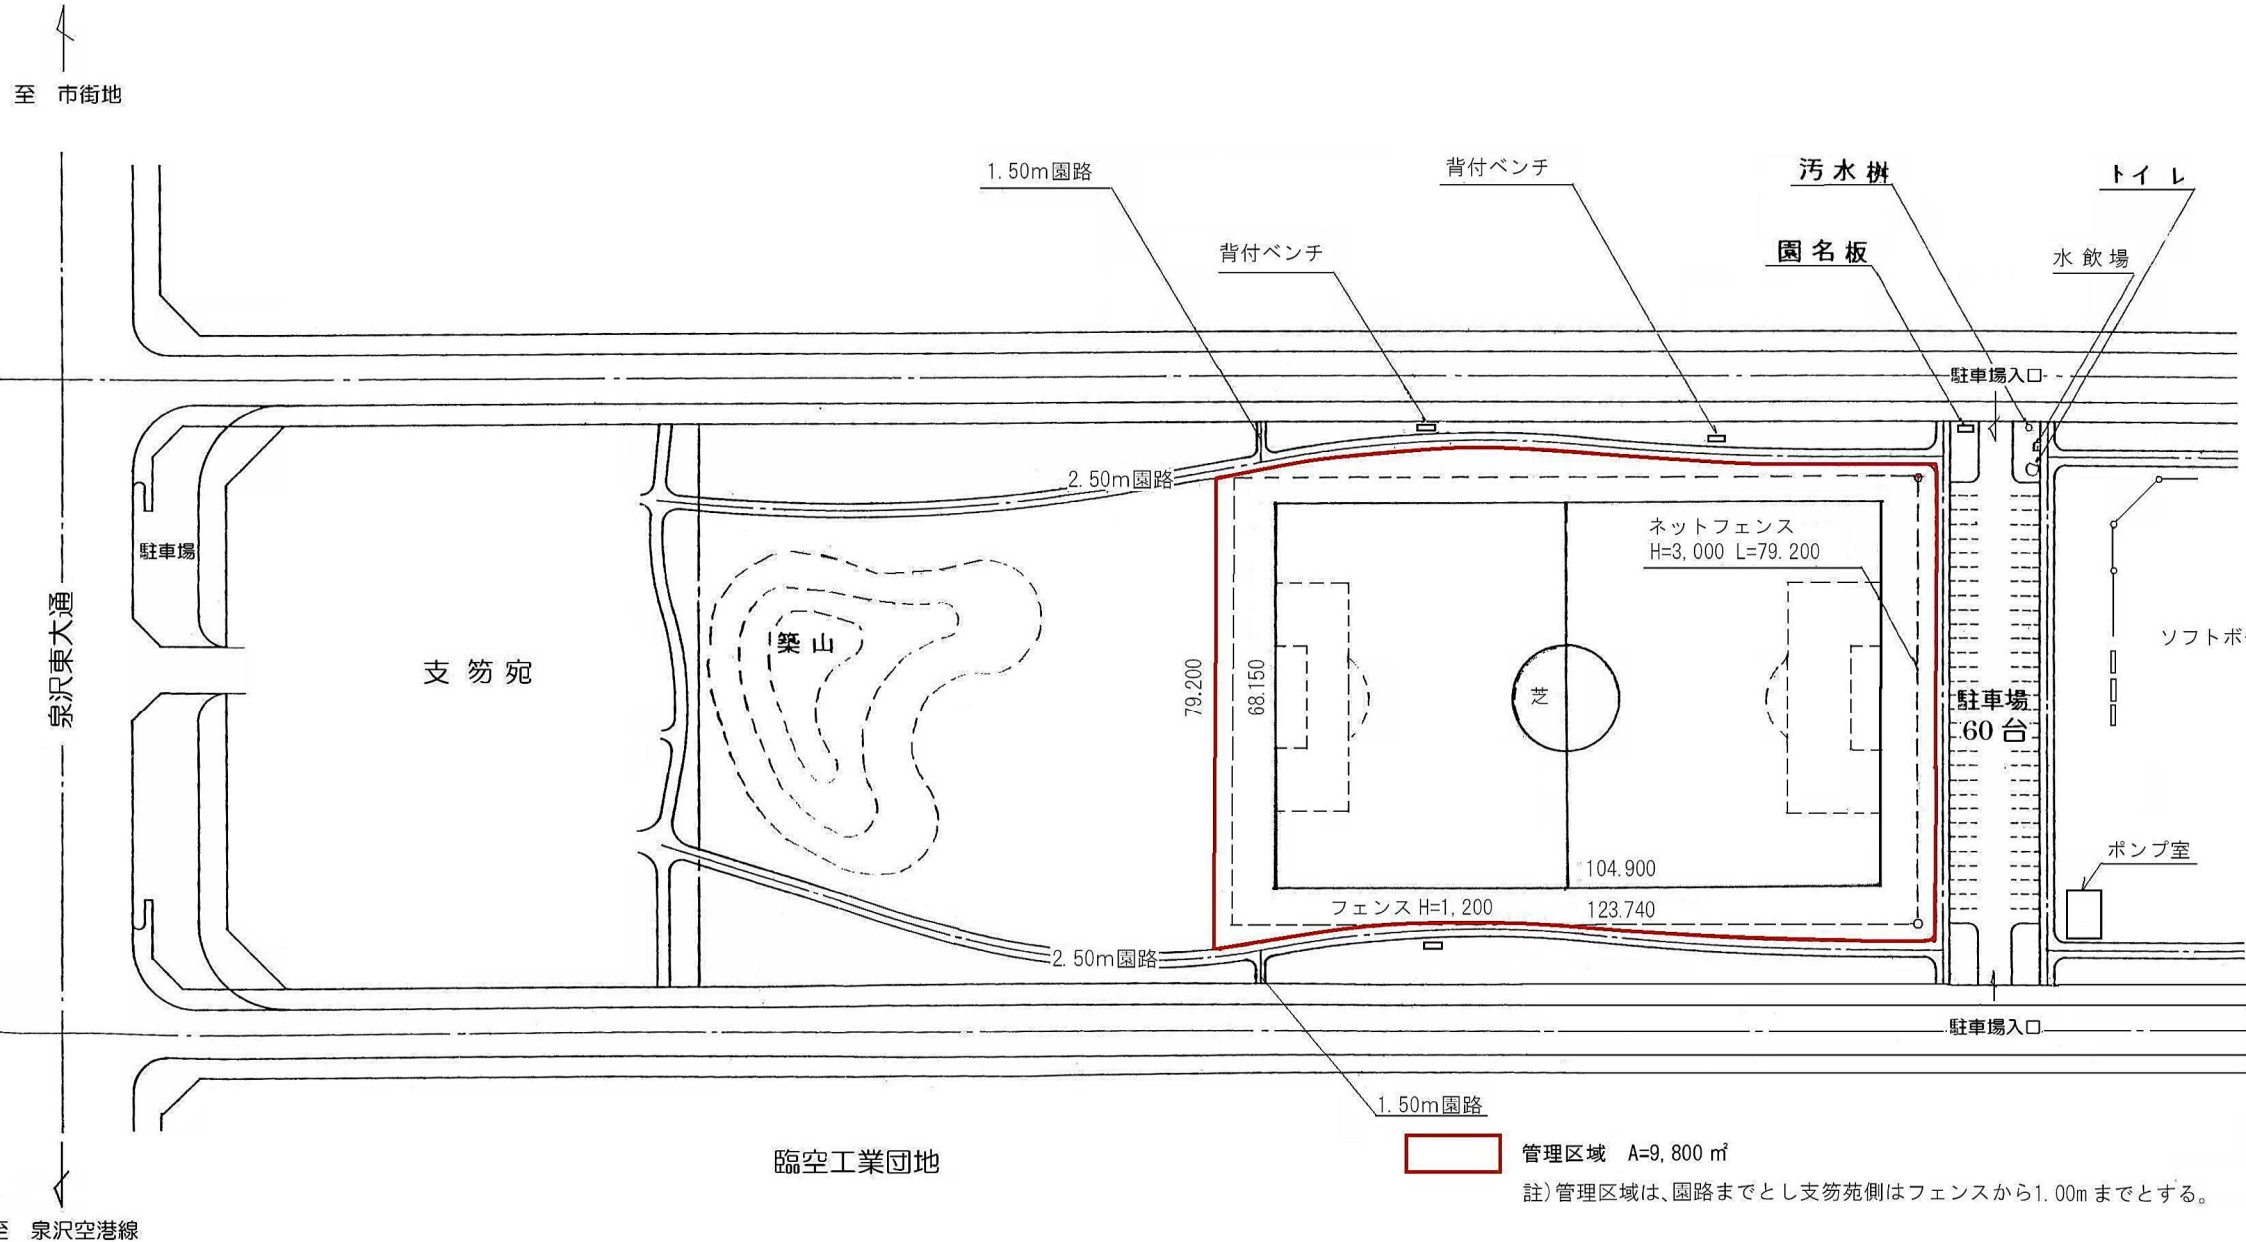 至 市街地
1.50m園路
背付ベンチ
汚水桝
トイレ
背付ベンチ
園名板
水飲場
駐車場入口
2.50m園路
ネットフェンス
H=3,000 L=79.200
駐車場
築山
支笏宛
泉沢東大通
79.200
68.150
芝
駐車場
60台
ソフトボ
ポンプ室
104.900
フェンス H=1,200
123.740
2.50m園路
駐車場入口
1.50m園路
臨空工業団地
管理区域 A=9,800㎡
註)管理区域は、園路までとし支笏苑側はフェンスから1.00mまでとする。
至 泉沢空港線